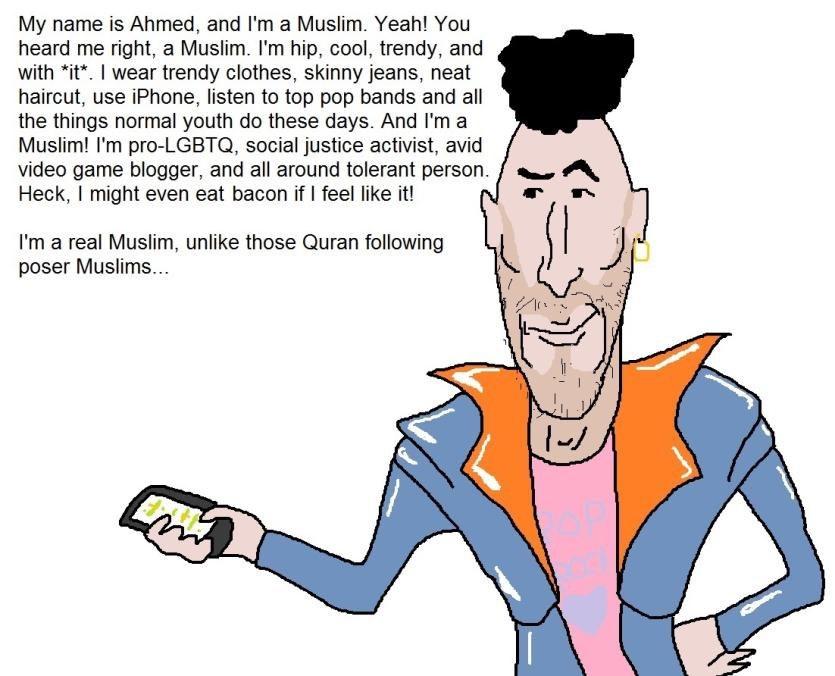 My name is Ahmed, and I'm a Muslim. Yeah! You
heard me right, a Muslim. I'm hip, cool, trendy, and
with *it*. I wear trendy clothes, skinny jeans, neat
haircut, use iPhone, listen to top pop bands and all
the things normal youth do these days. And I'm a
Muslim! I'm pro-LGBTQ, social justice activist, avid
video game blogger, and all around tolerant person.
Heck, I might even eat bacon if I feel like it!
I'm a real Muslim, unlike those Quran following
poser Muslims...
POP